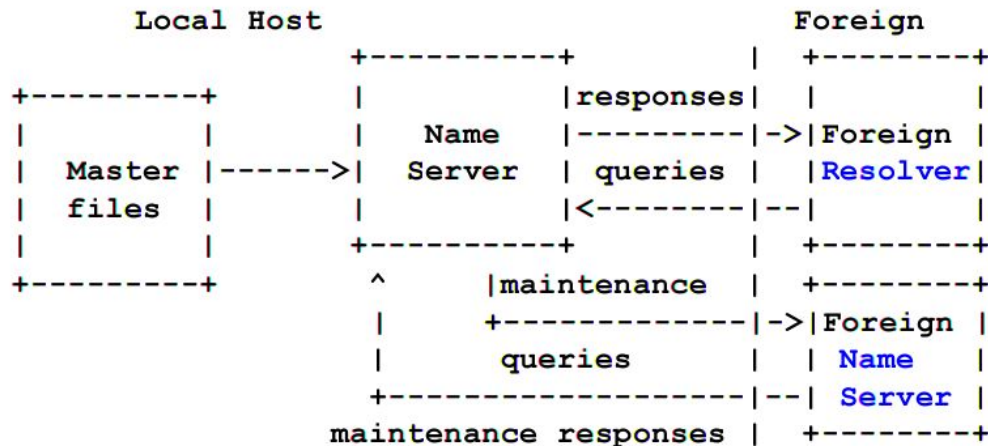 Local Host Foreign
responses
Name Foreign
Master Server queries Resolver
files
maintenance
Foreign
queries Name
Server
maintenance responses